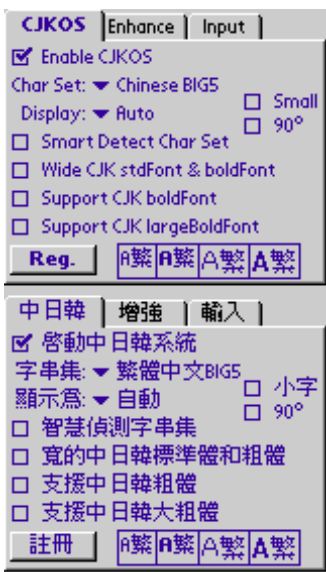 CJKOS Enhance Input
Enable CJKOS
Char Set: Chinese BIG5
Display: Auto
Small
90°
Smart Detect Char Set
Wide CJK stdFont & boldFont
Support CJK boldFont
Support CJK largeBoldFont
Reg. A繁 A繁 A繁 A繁
中日韓 增強 輸入
啓動中日韓系統
字串集: 繁體中文BIG5
顯示爲: 自動
小字
90°
智慧偵測字串集
寬的中日韓標準體和粗體
支援中日韓粗體
支援中日韓大粗體
註冊 A繁 A繁 A繁 A繁